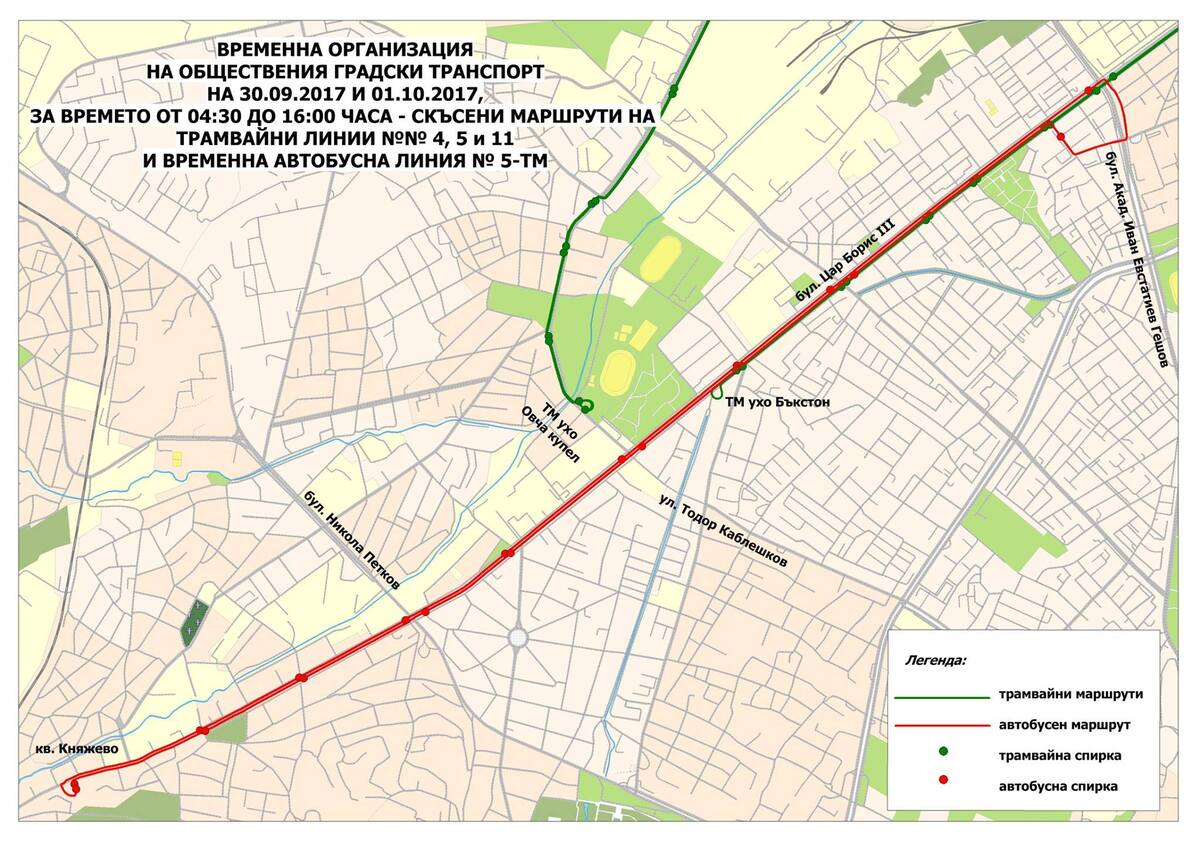 ВРЕМЕННА ОРГАНИЗАЦИЯ
НА ОБЩЕСТВЕНИЯ ГРАДСКИ ТРАНСПОРТ
НА 30.09.2017 И 01.10.2017,
ЗА ВРЕМЕТО ОТ 04:30 ДО 16:00 ЧАСА - СКЪСЕНИ МАРШРУТИ НА
ТРАМВАЙНИ ЛИНИИ №№ 4, 5 и 11
И ВРЕМЕННА АВТОБУСНА ЛИНИЯ № 5-ТМ
бул. Акад. Иван Евстатиев Гешов
бул. Цар Борис III
ТМ ухо Бъкстон
ТМ ухо
Овча купел
бул. Никола Петков
ул. Тодор Каблешков
кв. Княжево
Легенда:
трамвайни маршрути
автобусен маршрут
трамвайна спирка
автобусна спирка